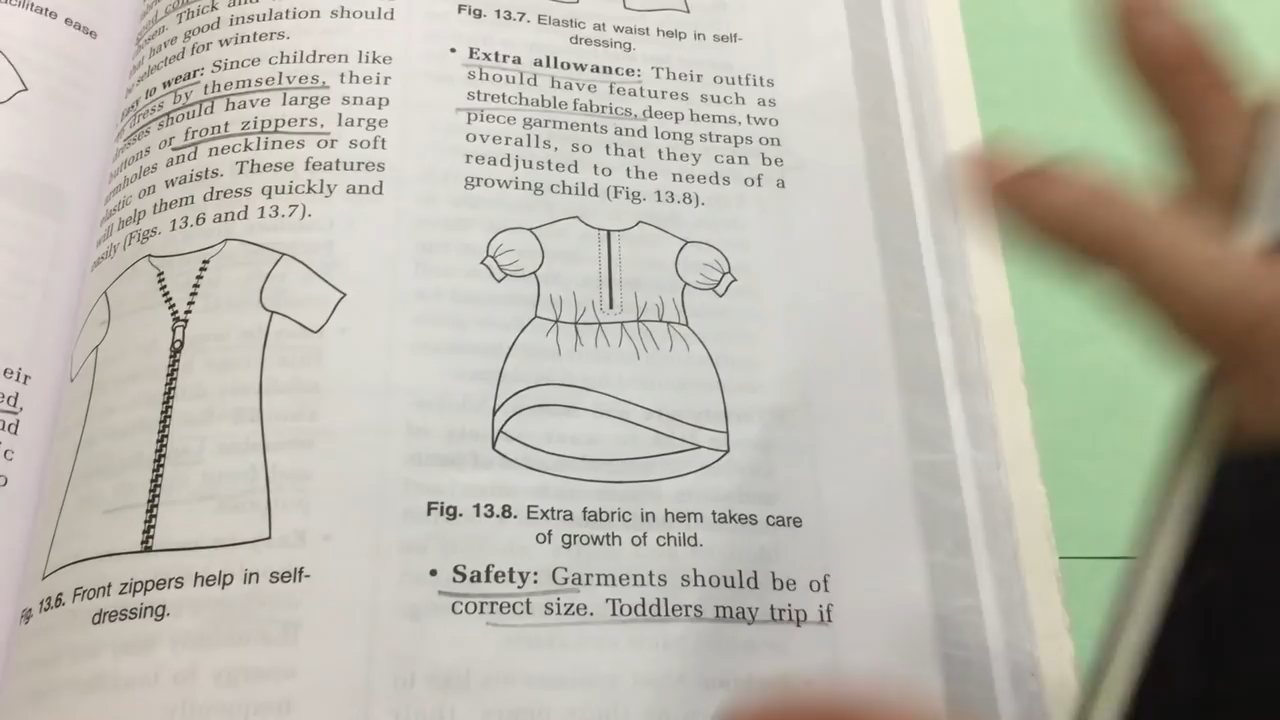 cilitate ease
eir
ed,
nd
chosen. Thick and
that have good insulation should
be selected for winters.
Easy to wear: Since children like
to dress by themselves, their
dresses should have large snap
buttons or front zippers, large
armholes and necklines or soft
elastic on waists. These features
will help them dress quickly and
easily (Figs. 13.6 and 13.7).
Fig. 13.6. Front zippers help in self-
dressing.
Fig. 13.7. Elastic at waist help in self-
dressing.
• Extra allowance: Their outfits
should have features such as
stretchable fabrics, deep hems, two
piece garments and long straps on
overalls, so that they can be
readjusted to the needs of a
growing child (Fig. 13.8).
Fig. 13.8. Extra fabric in hem takes care
of growth of child.
• Safety: Garments should be of
correct size. Toddlers may trip if